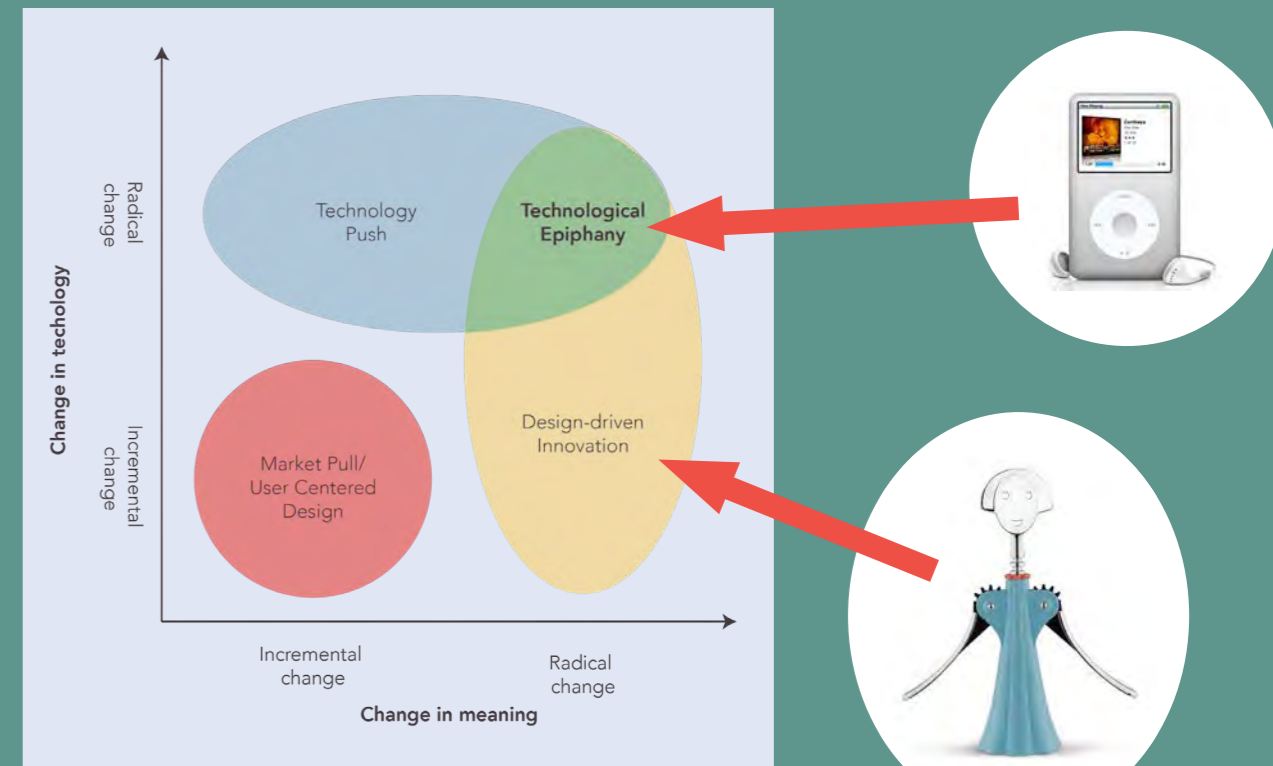 Change in techology
Radical
change
Incremental
change
Technology
Push
Technological
Epiphany
Market Pull/
User Centered
Design
Design-driven
Innovation
Incremental
change
Radical
change
Change in meaning